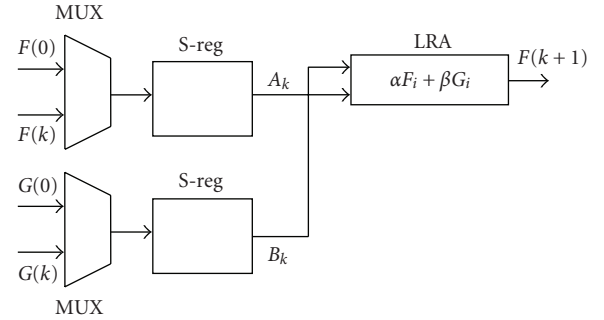 MUX
F(0)
F(k)
S-reg
A_k
LRA
αF_i + βG_i
F(k + 1)
G(0)
G(k)
S-reg
B_k
MUX